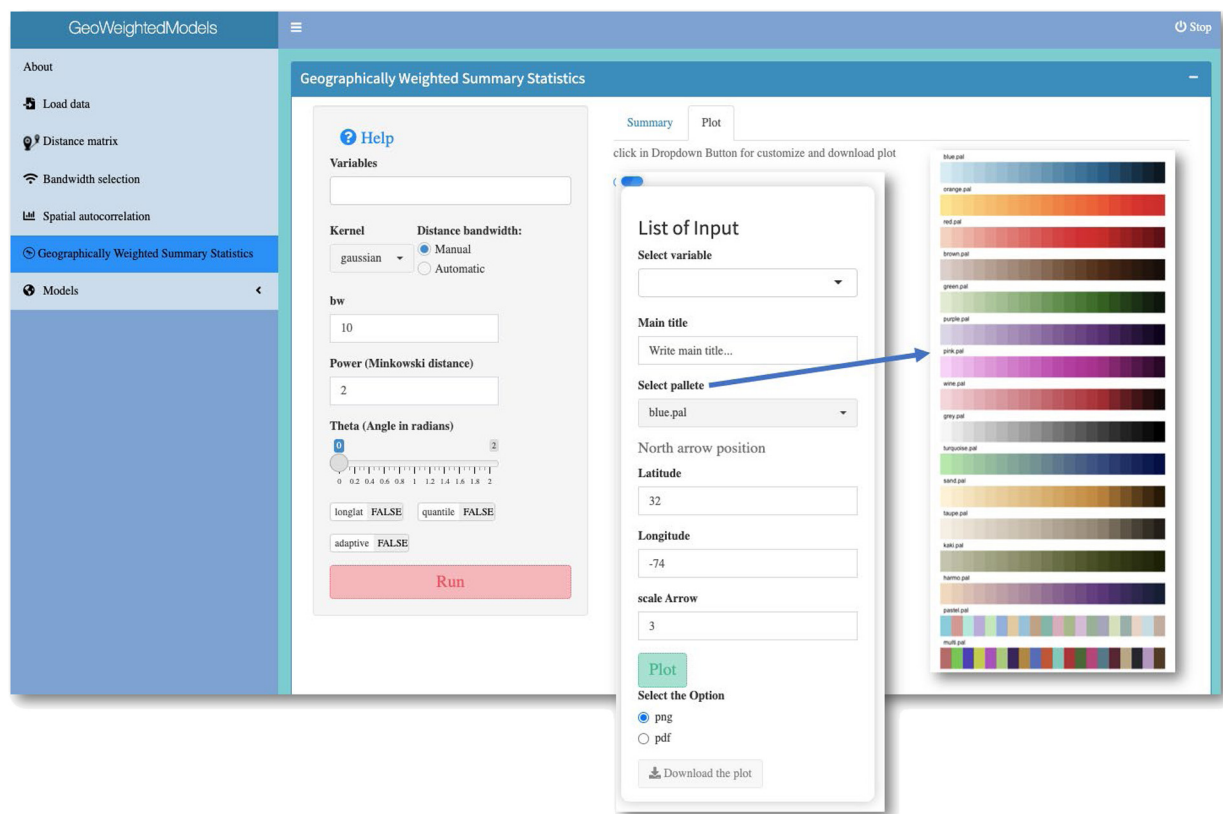 GeoWeightedModels
Stop
About
Load data
Distance matrix
Bandwidth selection
Spatial autocorrelation
Geographically Weighted Summary Statistics
Models
Geographically Weighted Summary Statistics
Help
Variables
Kernel
Distance bandwidth:
gaussian
Manual
Automatic
bw
10
Power (Minkowski distance)
2
Theta (Angle in radians)
0 2
0 0.2 0.4 0.6 0.8 1 1.2 1.4 1.6 1.8 2
longlat FALSE quantile FALSE
adaptive FALSE
Run
Summary Plot
click in Dropdown Button for customize and download plot
List of Input
Select variable
Main title
Write main title...
Select pallete
blue.pal
North arrow position
Latitude
32
Longitude
-74
scale Arrow
3
Plot
Select the Option
png
pdf
Download the plot
blue.pal
orange.pal
red.pal
brown.pal
green.pal
purple.pal
pink.pal
wine.pal
grey.pal
turquoise.pal
sand.pal
taupe.pal
kaki.pal
harmo.pal
pastel.pal
multi.pal